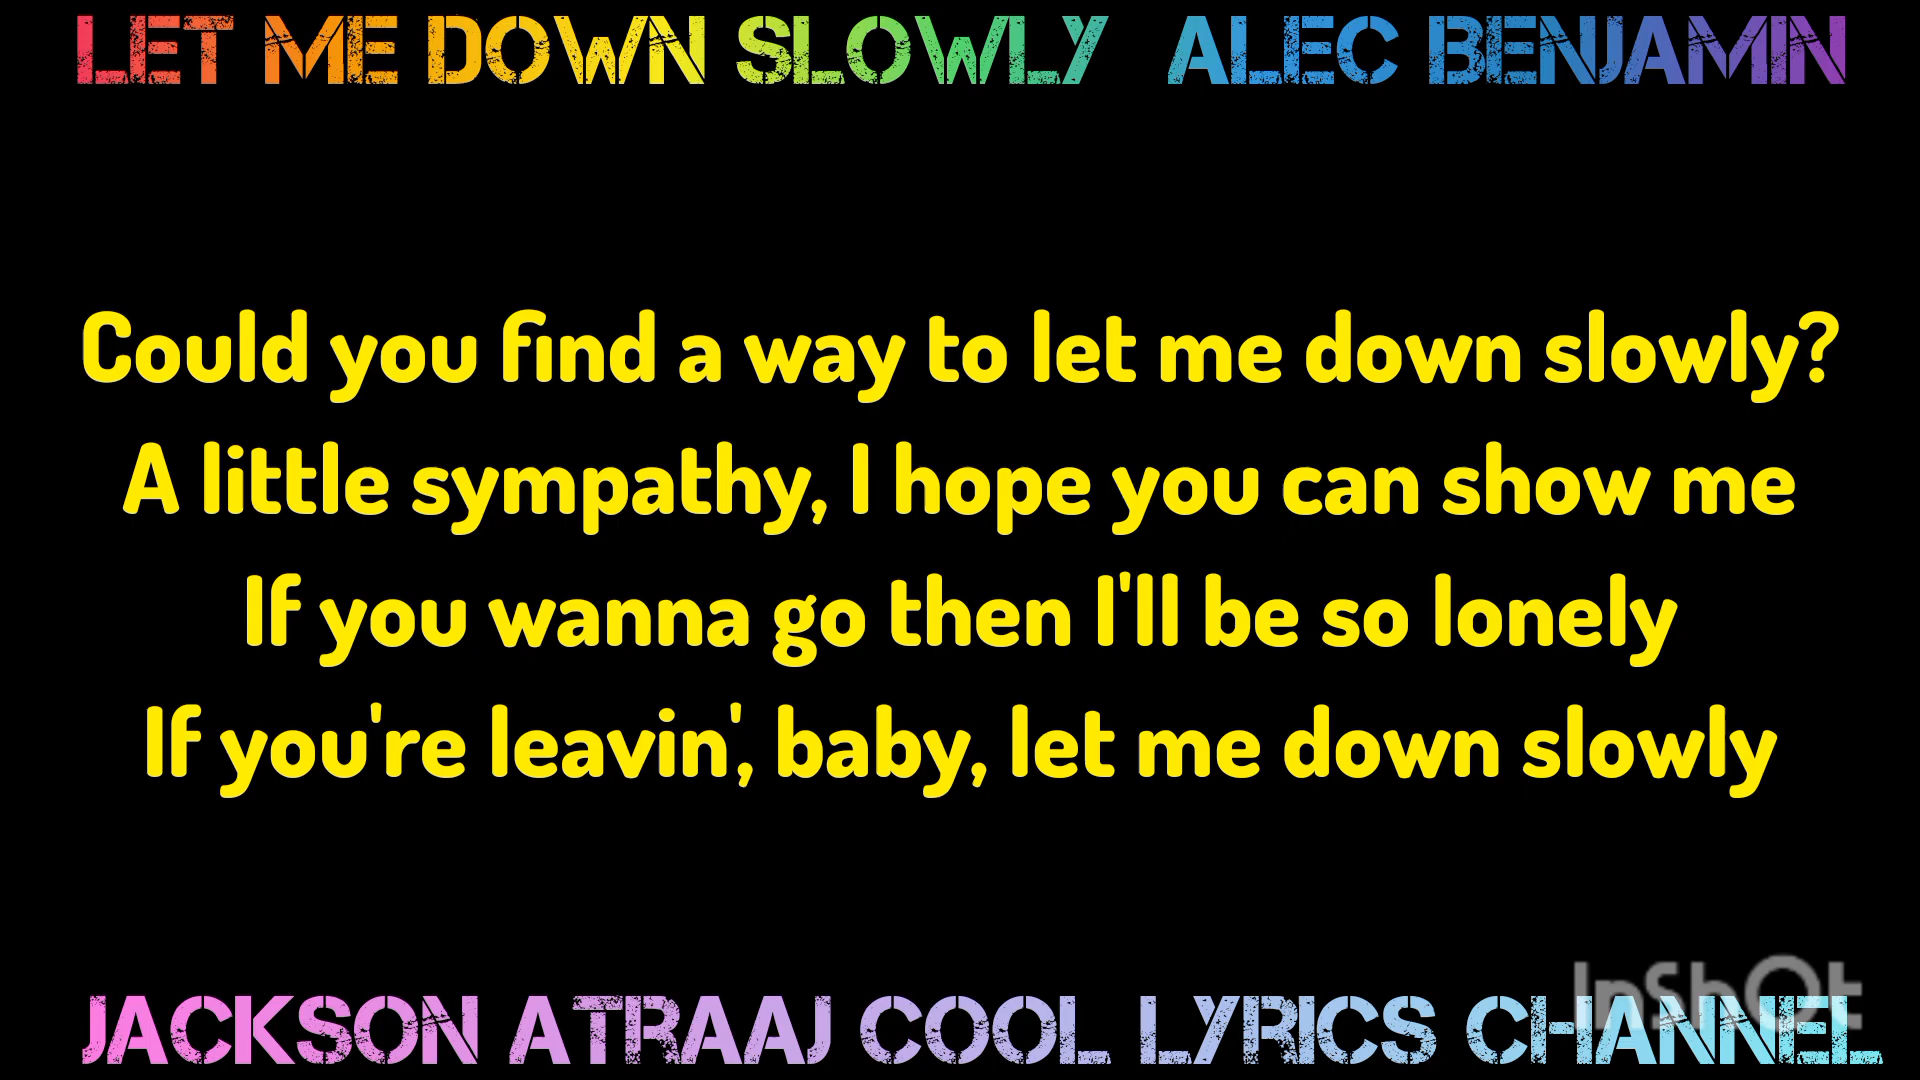 LET ME DOWN SLOWLY ALEC BENJAMIN
Could you find a way to let me down slowly?
A little sympathy, I hope you can show me
If you wanna go then I'll be so lonely
If you're leavin', baby, let me down slowly
InShOt
JACKSON ATRAAJ COOL LYRICS CHANNEL